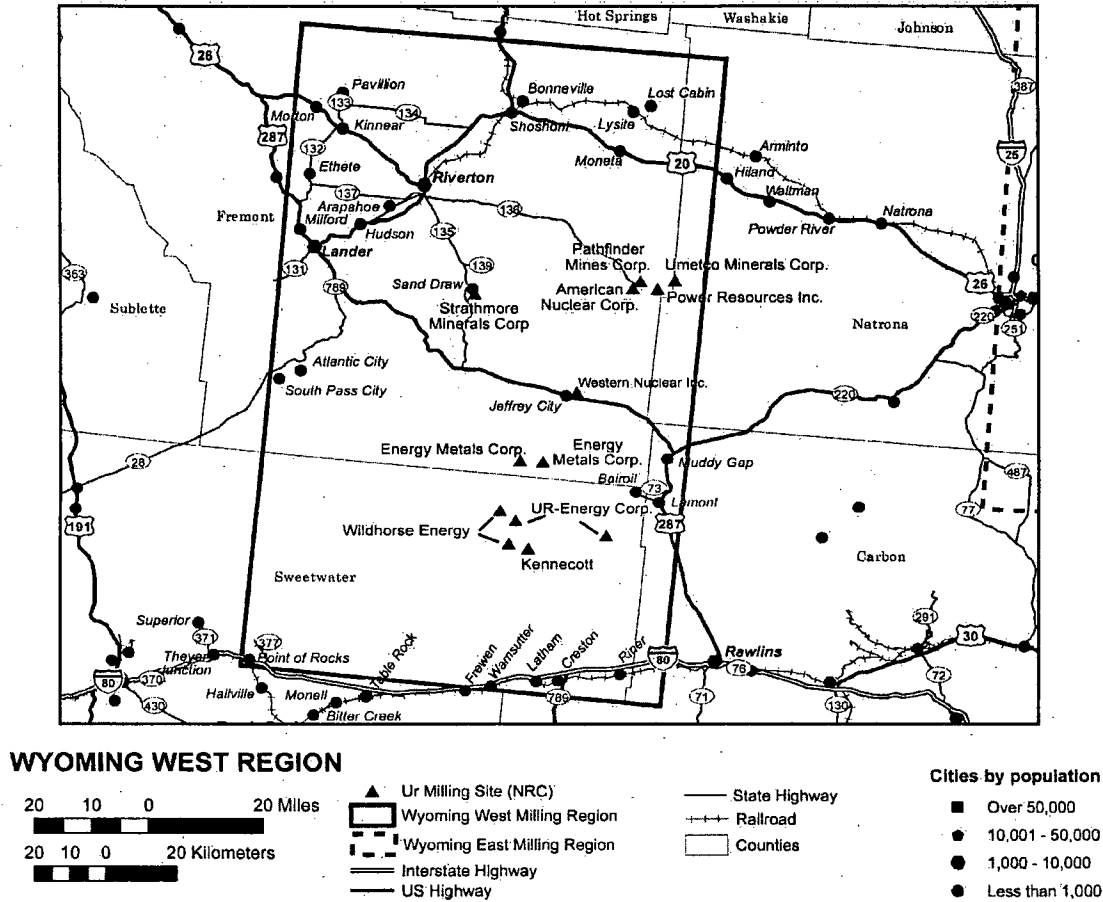 Hot Springs
Washakie
Johnson
26
387
Pavillion
133
134
Bonneville
Lost Cabin
Morton
Kinnear
Shoshoni
Lysite
287
132
Moneta
20
Arminto
25
Ethete
Riverton
Hiland
137
Waltman
Arapahoe
136
Natrona
Fremont
Milford
Hudson
135
Powder River
Lander
Pathfinder
Mines Corp.
Umetco Minerals Corp.
131
139
26
353
789
Sand Draw
American
Nuclear Corp.
Power Resources Inc.
Sublette
Strathmore
Minerals Corp
Natrona
220
251
Atlantic City
South Pass City
Western Nuclear Inc.
Jeffrey City
220
Energy Metals Corp.
Energy
Metals Corp.
Muddy Gap
28
487
Bairoil
73
Lamont
77
191
Wildhorse Energy
UR-Energy Corp.
287
Kennecott
Carbon
Sweetwater
291
Superior
371
377
30
Thayer
Junction
Point of Rocks
Table Rock
Frewen
Wamsutter
Latham
Creston
Riner
80
Rawlins
76
80
370
Hallville
Monell
72
430
Bitter Creek
789
71
130
WYOMING WEST REGION
20 10 0 20 Miles
20 10 0 20 Kilometers
Ur Milling Site (NRC)
Wyoming West Milling Region
Wyoming East Milling Region
Interstate Highway
US Highway
State Highway
Railroad
Counties
Cities by population
Over 50,000
10,001 - 50,000
1,000 - 10,000
Less than 1,000